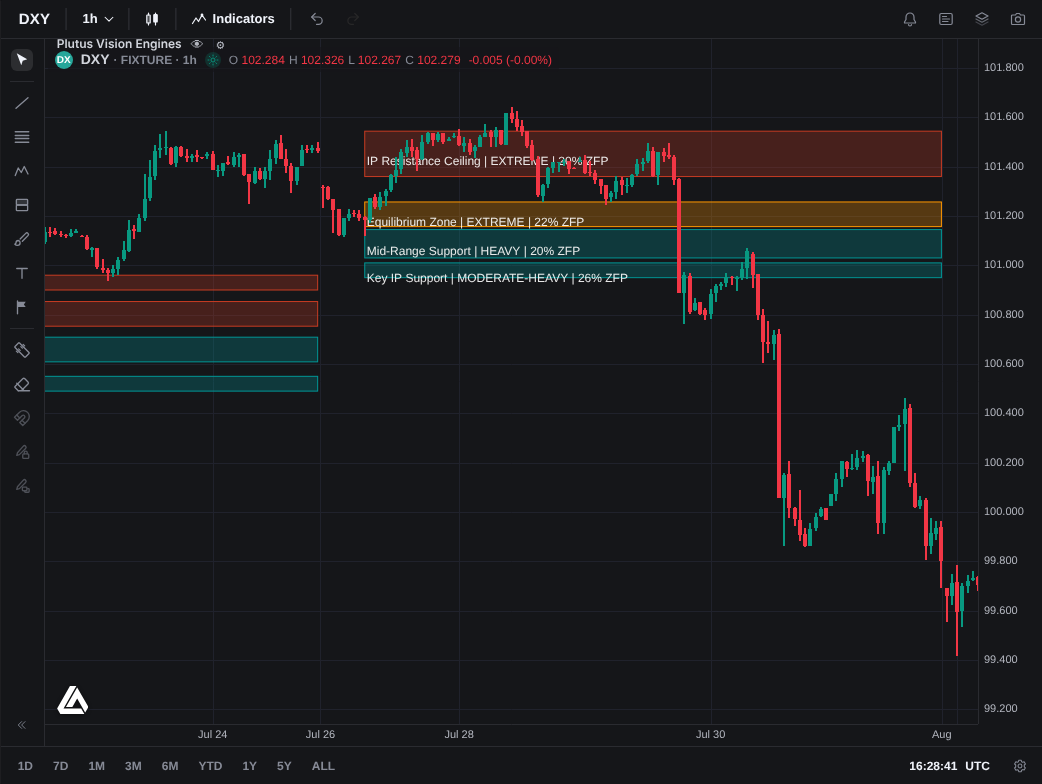 DXY 1h Indicators
Plutus Vision Engines
DX DXY · FIXTURE · 1h O 102.284 H 102.326 L 102.267 C 102.279 -0.005 (-0.00%)
101.800
101.600
IP Resistance Ceiling | EXTREME | 20% ZFP
101.400
101.200
Equilibrium Zone | EXTREME | 22% ZFP
Mid-Range Support | HEAVY | 20% ZFP
101.000
Key IP Support | MODERATE-HEAVY | 26% ZFP
100.800
100.600
100.400
100.200
100.000
99.800
99.600
99.400
99.200
Jul 24 Jul 26 Jul 28 Jul 30 Aug
1D 7D 1M 3M 6M YTD 1Y 5Y ALL 16:28:41 UTC